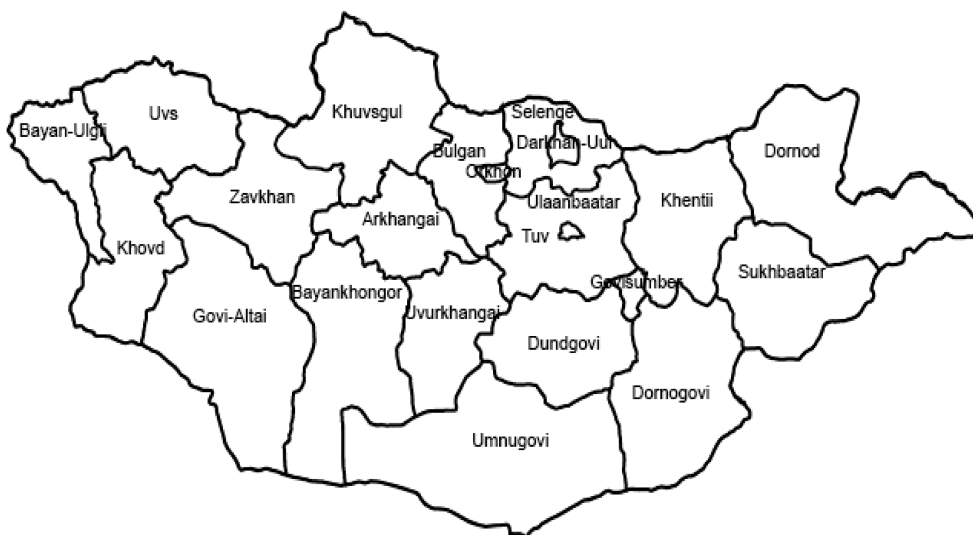 Khuvsgul
Uvs
Selenge
Bayan-Ulgii
Darkhan-Uul
Bulgan
Dornod
Orkhon
Zavkhan
Ulaanbaatar
Khentii
Arkhangai
Tuv
Khovd
Sukhbaatar
Govisumber
Bayankhongor
Govi-Altai
Uvurkhangai
Dundgovi
Dornogovi
Umnugovi